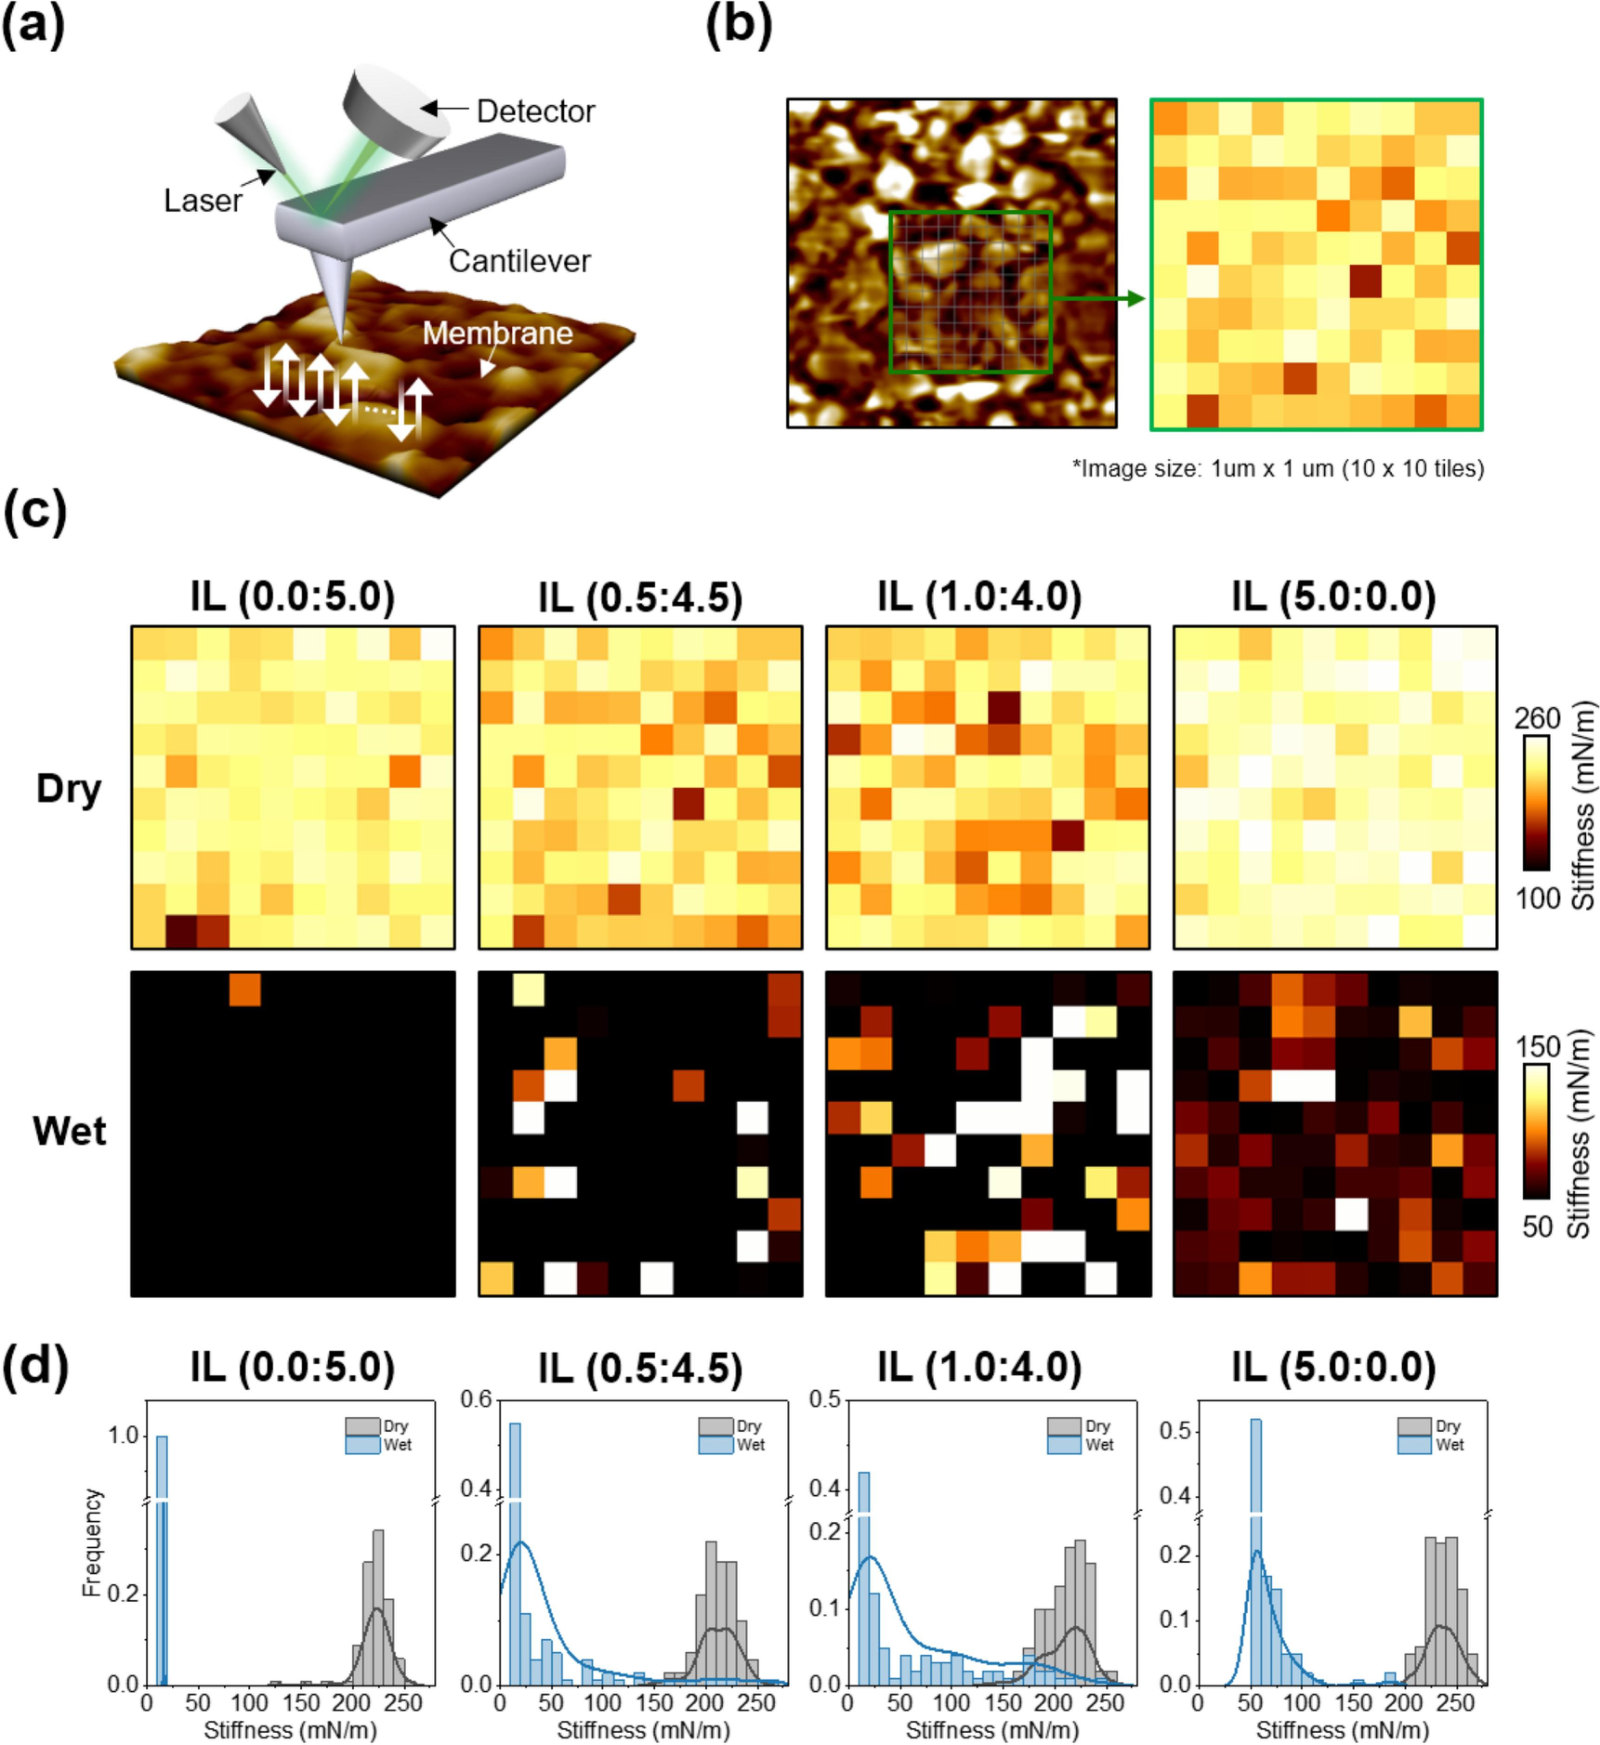 (a)
(b)
Detector
Laser
Cantilever
Membrane
*Image size: 1um x 1 um (10 x 10 tiles)
(c)
IL (0.0:5.0) IL (0.5:4.5) IL (1.0:4.0) IL (5.0:0.0)
Dry
260
100
Stiffness (mN/m)
Wet
150
50
Stiffness (mN/m)
(d)
IL (0.0:5.0) IL (0.5:4.5) IL (1.0:4.0) IL (5.0:0.0)
Frequency
1.0
0.2
0.0
Dry
Wet
0 50 100 150 200 250
Stiffness (mN/m)
0.6
0.4
0.2
0.0
Dry
Wet
0 50 100 150 200 250
Stiffness (mN/m)
0.5
0.4
0.2
0.1
0.0
Dry
Wet
0 50 100 150 200 250
Stiffness (mN/m)
0.5
0.4
0.2
0.1
0.0
Dry
Wet
0 50 100 150 200 250
Stiffness (mN/m)